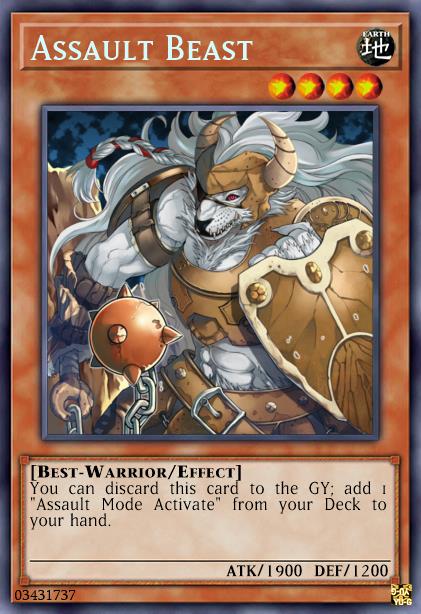 Assault Beast
EARTH
地
[Best-Warrior/Effect]
You can discard this card to the GY; add 1
"Assault Mode Activate" from your Deck to
your hand.
ATK/1900 DEF/1200
03431737